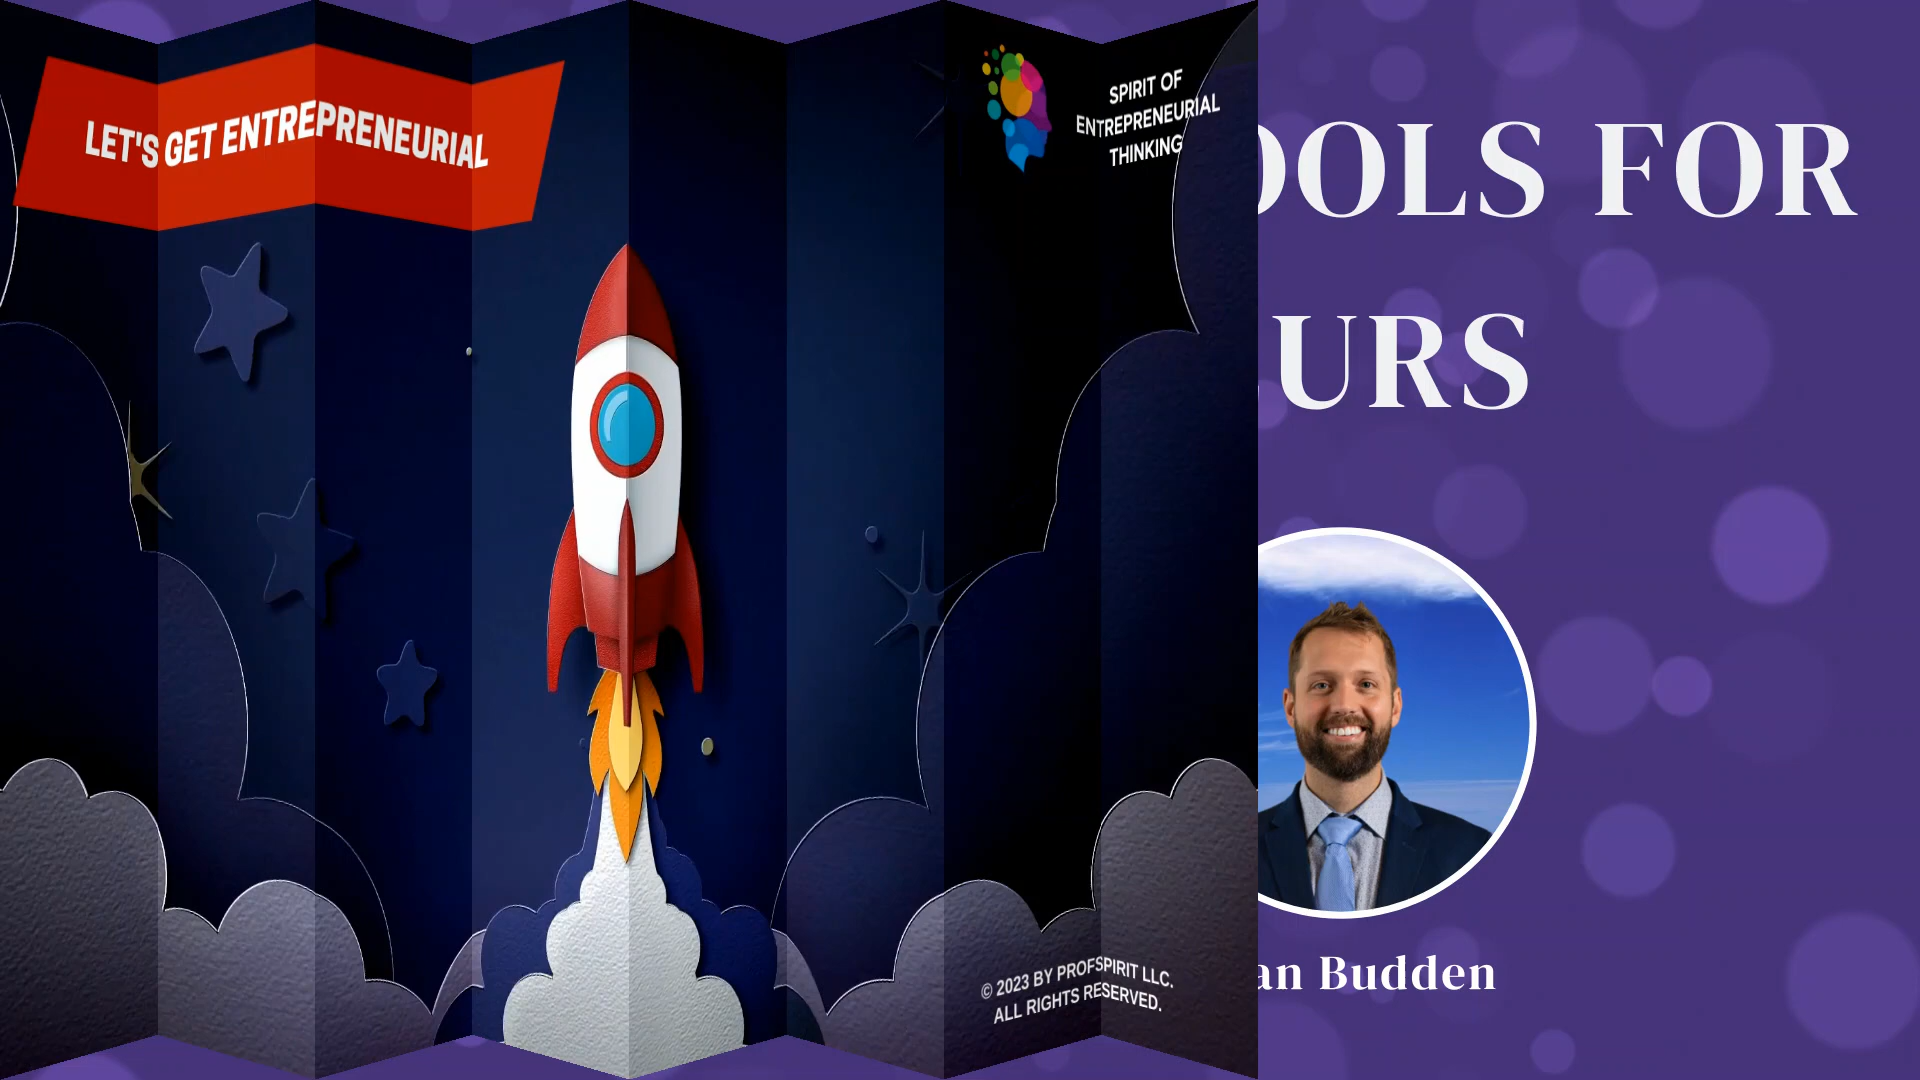 LET'S GET ENTREPRENEURIAL
SPIRIT OF
ENTREPRENEURIAL
THINKING
OOLS FOR
URS
an Budden
© 2023 BY PROFSPIRIT LLC.
ALL RIGHTS RESERVED.